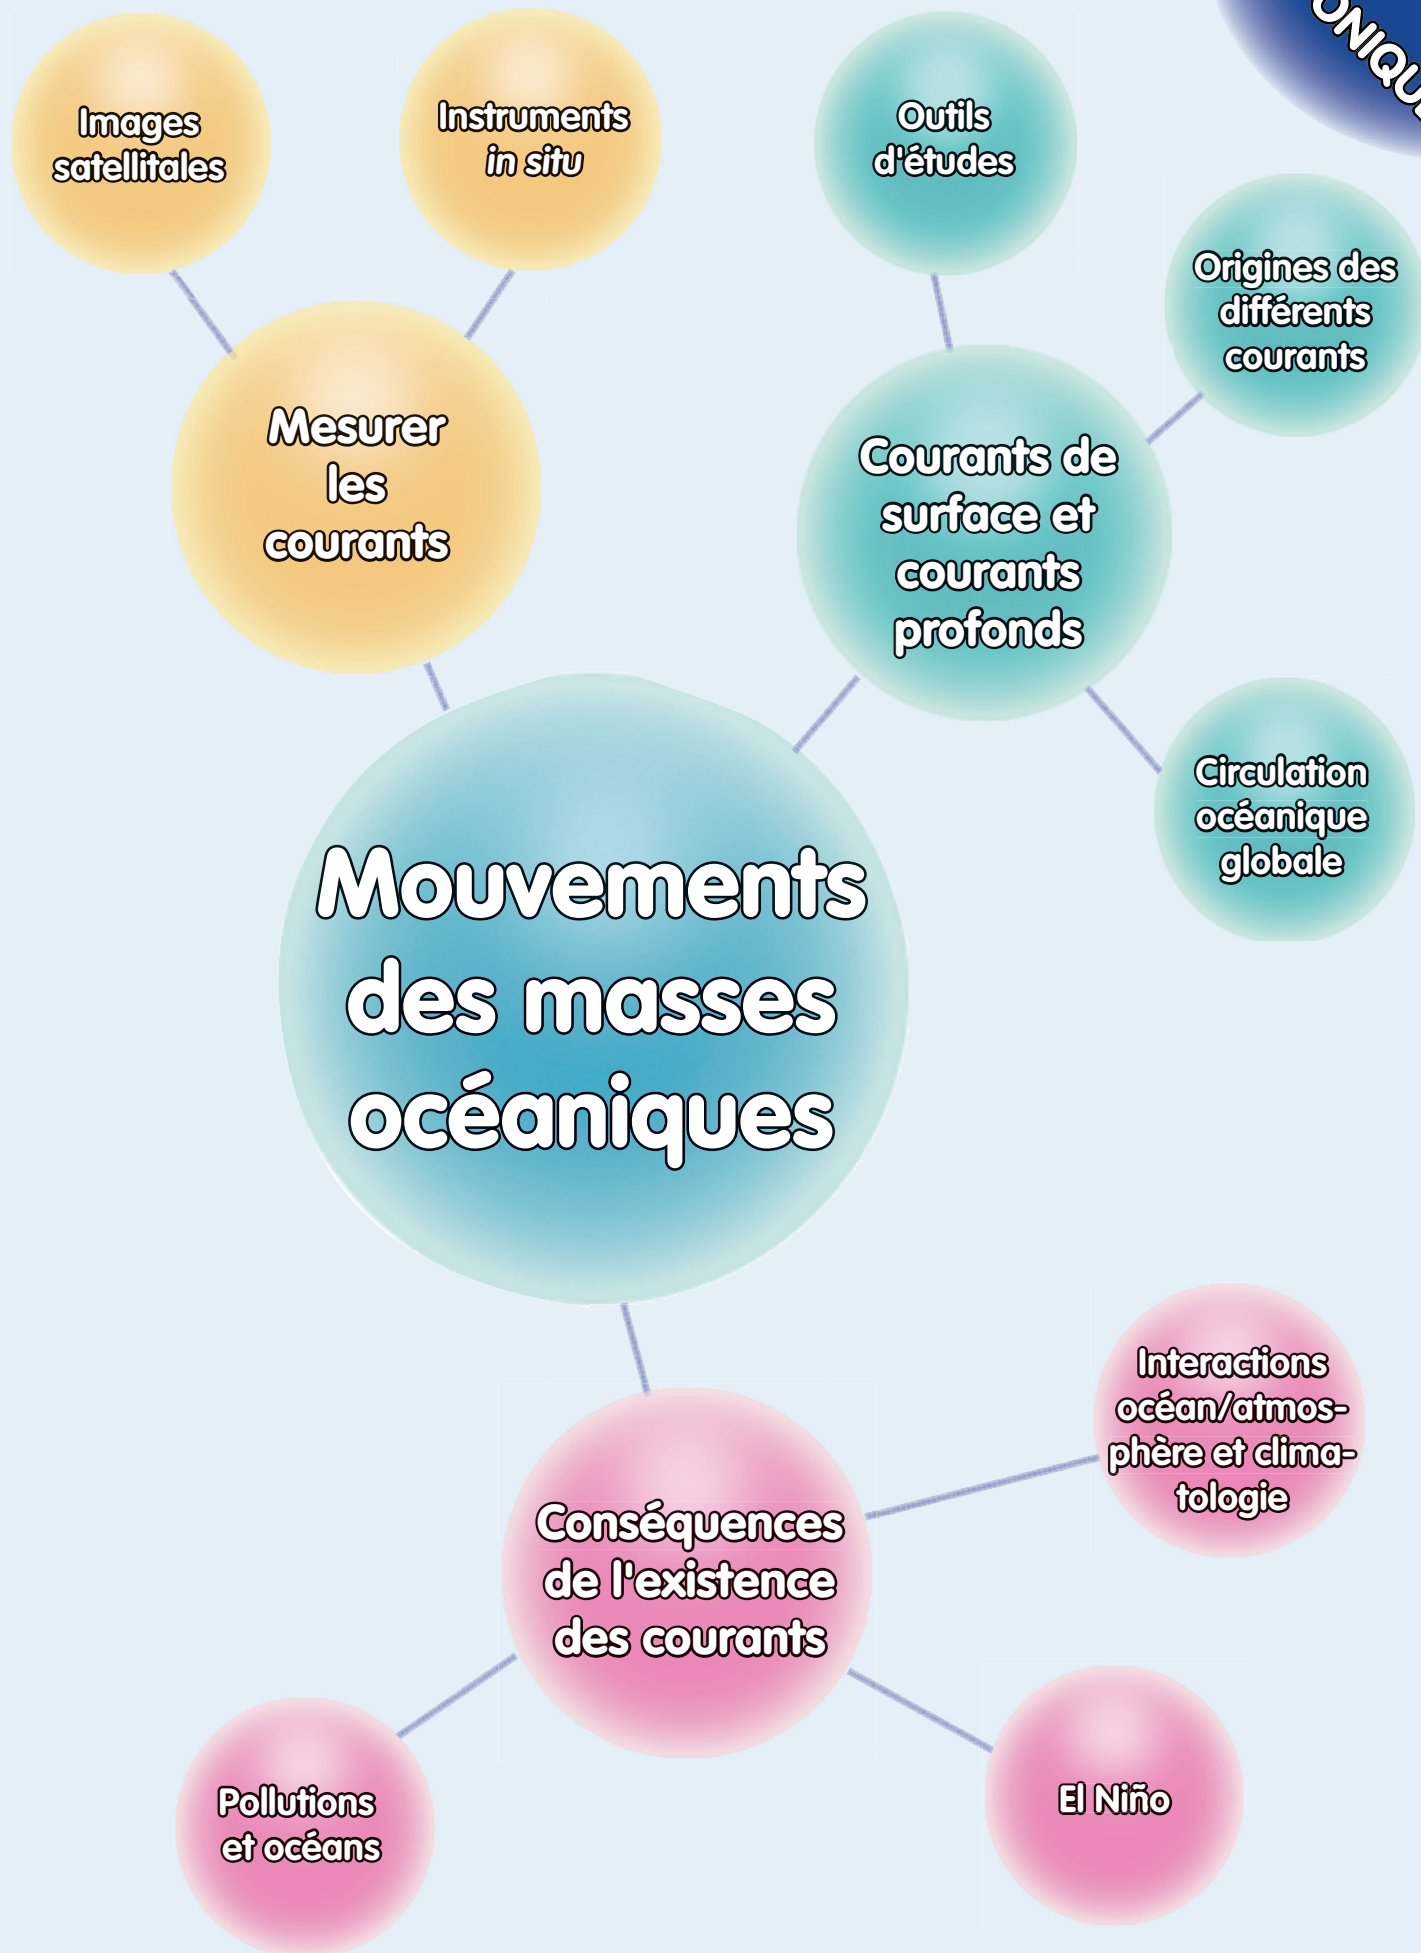 ONIQUE
Images
satellitales
Instruments
in situ
Outils
d'études
Origines des
différents
courants
Mesurer
les
courants
Courants de
surface et
courants
profonds
Circulation
océanique
globale
Mouvements
des masses
océaniques
Interactions
océan/atmos-
phère et clima-
tologie
Conséquences
de l'existence
des courants
Pollutions
et océans
El Niño